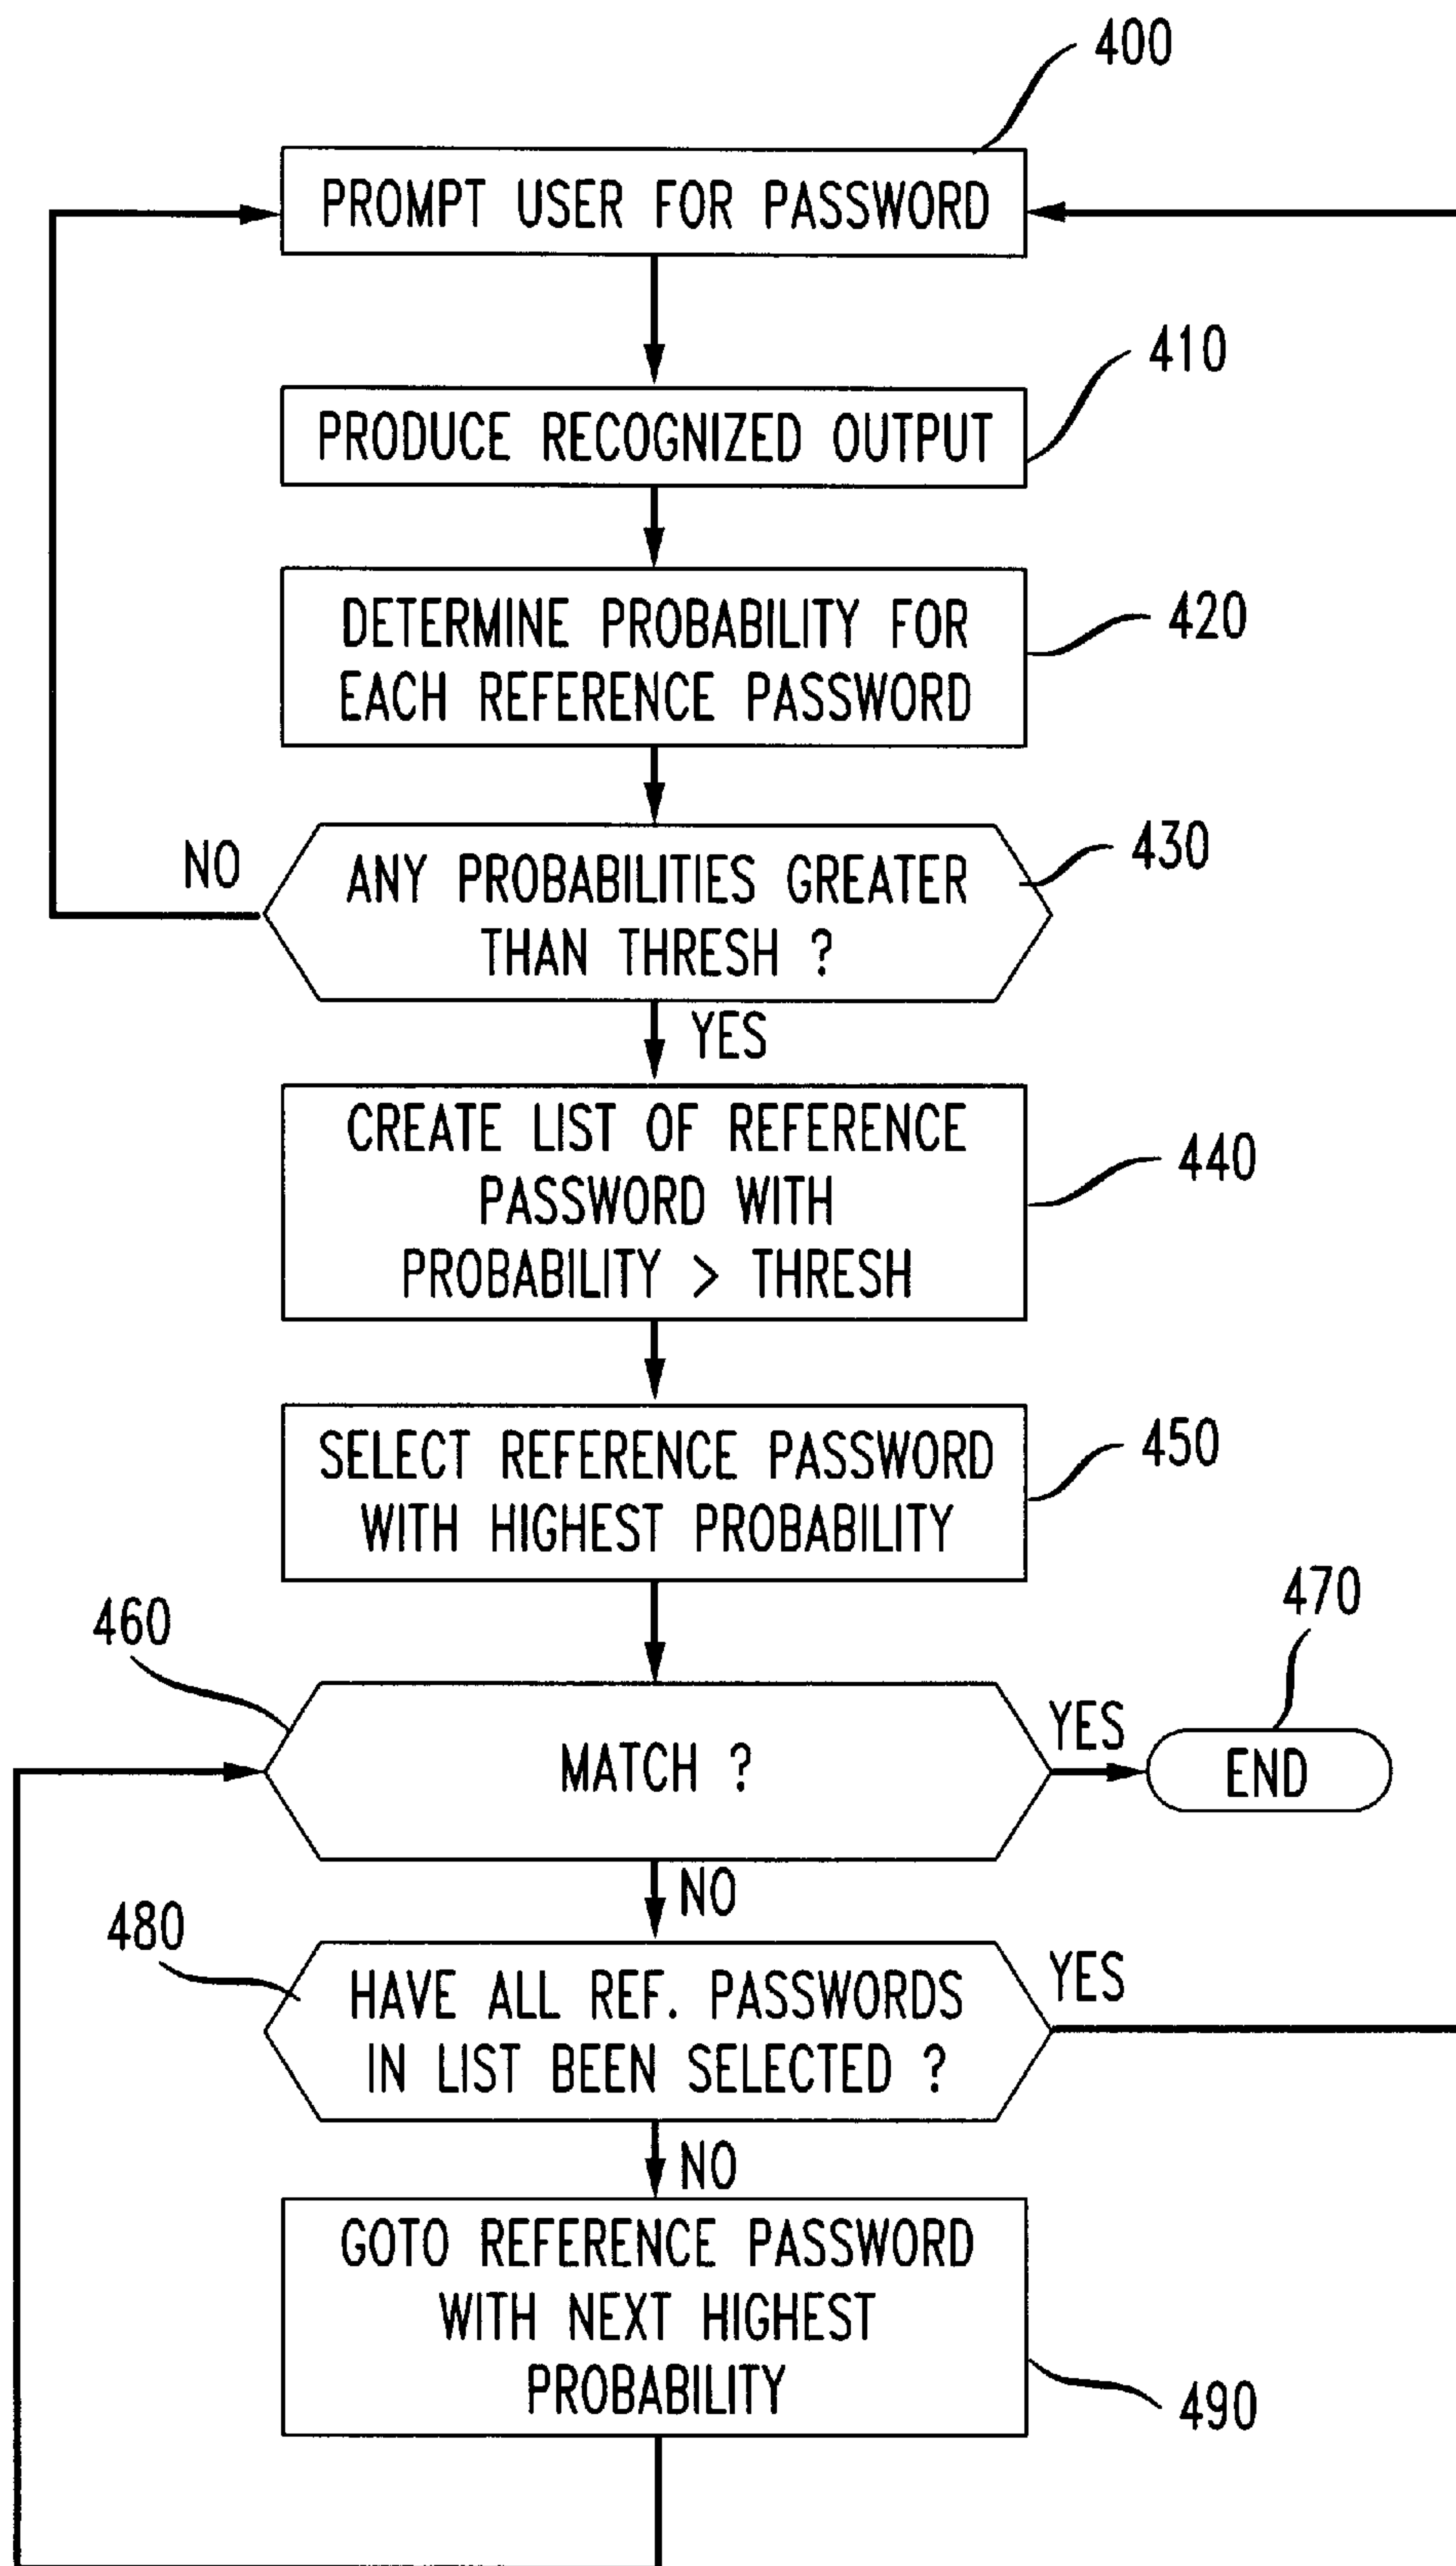 400
PROMPT USER FOR PASSWORD
410
PRODUCE RECOGNIZED OUTPUT
420
DETERMINE PROBABILITY FOR
EACH REFERENCE PASSWORD
430
NO
ANY PROBABILITIES GREATER
THAN THRESH ?
YES
CREATE LIST OF REFERENCE
PASSWORD WITH
PROBABILITY > THRESH
440
SELECT REFERENCE PASSWORD
WITH HIGHEST PROBABILITY
450
460
470
MATCH ?
YES
END
NO
480
HAVE ALL REF. PASSWORDS
IN LIST BEEN SELECTED ?
YES
NO
GOTO REFERENCE PASSWORD
WITH NEXT HIGHEST
PROBABILITY
490